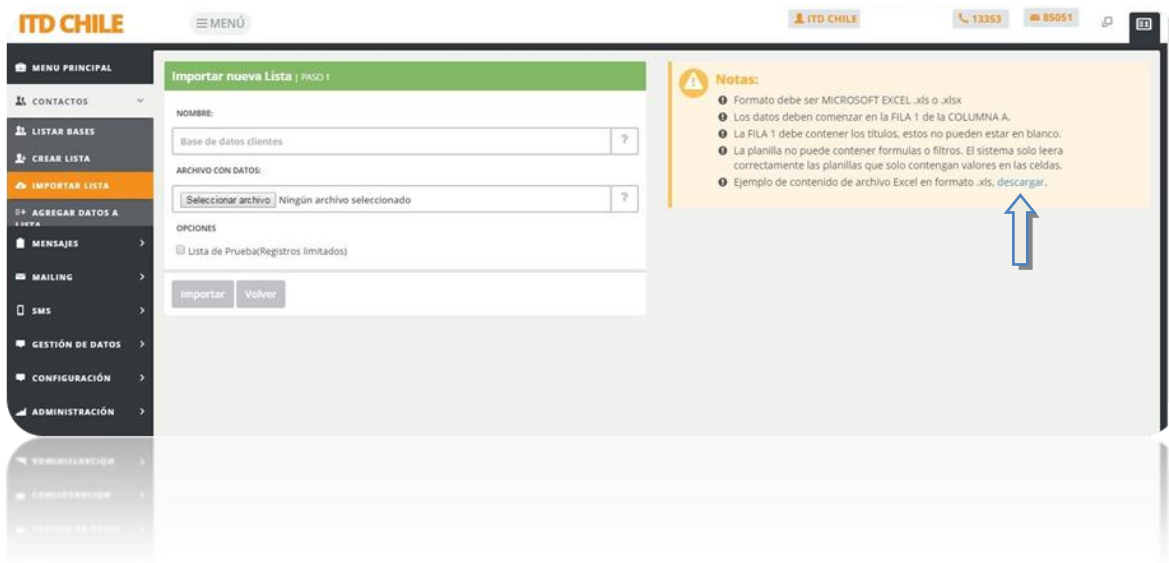 ITD CHILE
MENÚ
ITD CHILE
13353
85051
MENU PRINCIPAL
CONTACTOS
LISTAR BASES
CREAR LISTA
IMPORTAR LISTA
AGREGAR DATOS A
LISTA
MENSAJES
MAILING
SMS
GESTIÓN DE DATOS
CONFIGURACIÓN
ADMINISTRACIÓN
Importar nueva Lista | PASO 1
NOMBRE:
Base de datos clientes ?
ARCHIVO CON DATOS:
Seleccionar archivo Ningún archivo seleccionado ?
OPCIONES
Lista de Prueba(Registros limitados)
Importar Volver
Notas:
Formato debe ser MICROSOFT EXCEL .xls o .xlsx
Los datos deben comenzar en la FILA 1 de la COLUMNA A.
La FILA 1 debe contener los títulos, estos no pueden estar en blanco.
La planilla no puede contener formulas o filtros. El sistema solo leera
correctamente las planillas que solo contengan valores en las celdas.
Ejemplo de contenido de archivo Excel en formato .xls, descargar.